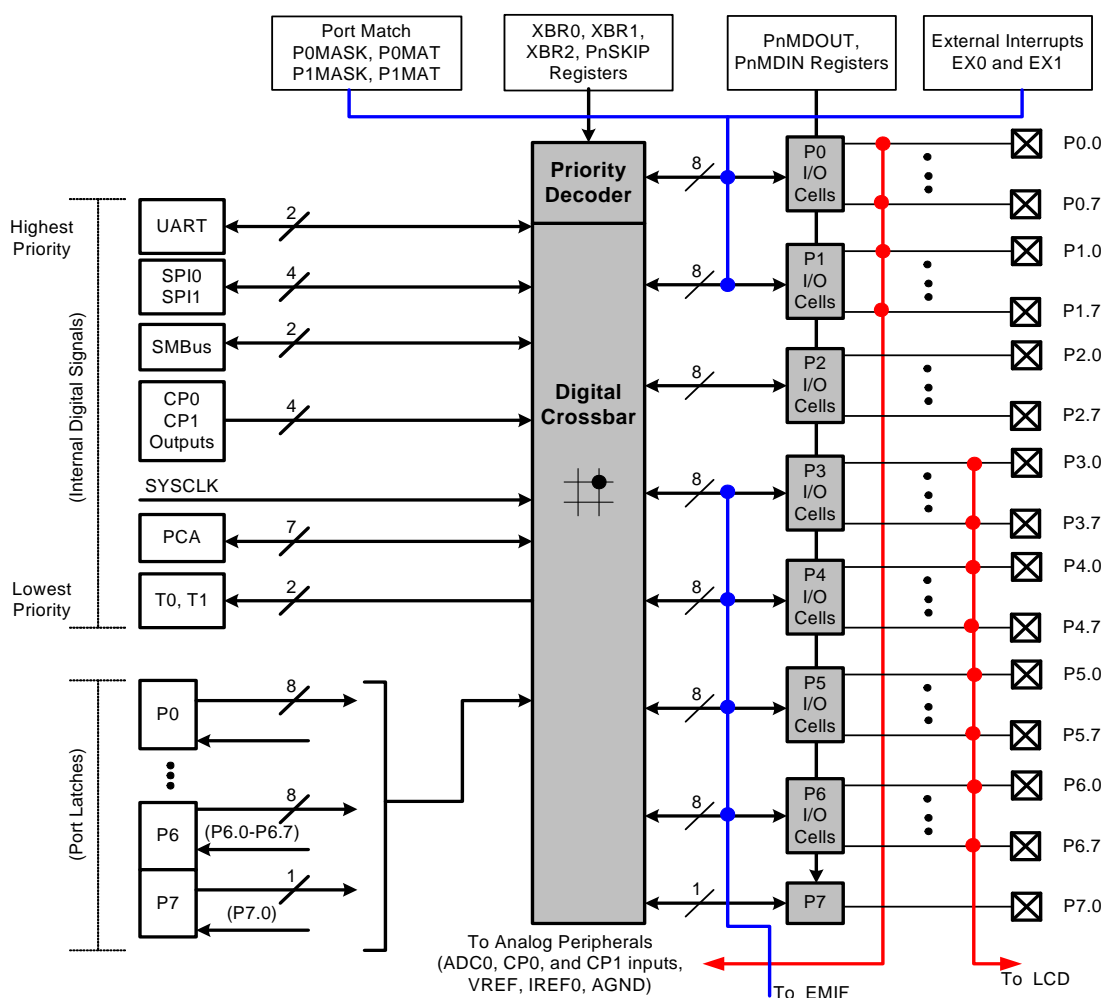 Port Match
P0MASK, P0MAT
P1MASK, P1MAT
XBR0, XBR1,
XBR2, PnSKIP
Registers
PnMDOUT,
PnMDIN Registers
External Interrupts
EX0 and EX1
Highest
Priority
(Internal Digital Signals)
Lowest
Priority
UART
2
SPI0
SPI1
4
SMBus
2
CP0
CP1
Outputs
4
SYSCLK
PCA
7
T0, T1
2
(Port Latches)
P0
8
P6
8
(P6.0-P6.7)
P7
1
(P7.0)
Priority
Decoder
Digital
Crossbar
8
P0
I/O
Cells
P0.0
P0.7
8
P1
I/O
Cells
P1.0
P1.7
8
P2
I/O
Cells
P2.0
P2.7
8
P3
I/O
Cells
P3.0
P3.7
8
P4
I/O
Cells
P4.0
P4.7
8
P5
I/O
Cells
P5.0
P5.7
8
P6
I/O
Cells
P6.0
P6.7
1
P7
P7.0
To Analog Peripherals
(ADC0, CP0, and CP1 inputs,
VREF, IREF0, AGND)
To EMIF
To LCD